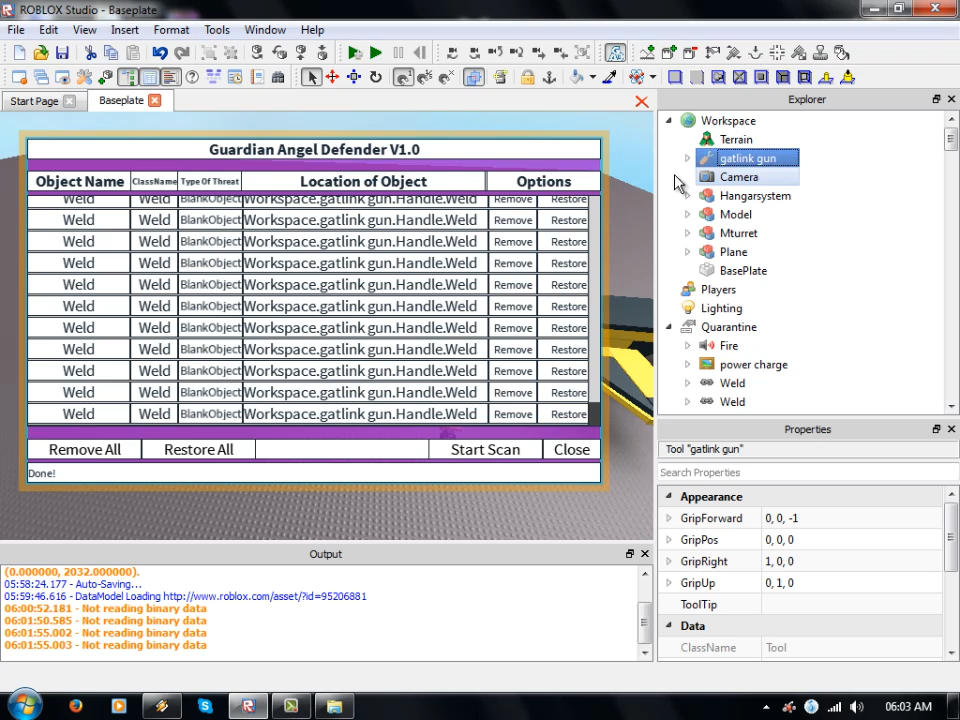 ROBLOX Studio - Baseplate
File Edit View Insert Format Tools Window Help
Start Page Baseplate
Guardian Angel Defender V1.0
Object Name ClassName Type Of Threat Location of Object Options
Weld Weld BlankObject Workspace.gatlink gun.Handle.Weld Remove Restore
Weld Weld BlankObject Workspace.gatlink gun.Handle.Weld Remove Restore
Weld Weld BlankObject Workspace.gatlink gun.Handle.Weld Remove Restore
Weld Weld BlankObject Workspace.gatlink gun.Handle.Weld Remove Restore
Weld Weld BlankObject Workspace.gatlink gun.Handle.Weld Remove Restore
Weld Weld BlankObject Workspace.gatlink gun.Handle.Weld Remove Restore
Weld Weld BlankObject Workspace.gatlink gun.Handle.Weld Remove Restore
Weld Weld BlankObject Workspace.gatlink gun.Handle.Weld Remove Restore
Weld Weld BlankObject Workspace.gatlink gun.Handle.Weld Remove Restore
Weld Weld BlankObject Workspace.gatlink gun.Handle.Weld Remove Restore
Weld Weld BlankObject Workspace.gatlink gun.Handle.Weld Remove Restore
Remove All Restore All Start Scan Close
Done!
Output
(0.000000, 2032.000000).
05:58:24.177 - Auto-Saving...
05:59:46.616 - DataModel Loading http://www.roblox.com/asset/?id=95206881
06:00:52.181 - Not reading binary data
06:01:50.585 - Not reading binary data
06:01:55.002 - Not reading binary data
06:01:55.003 - Not reading binary data
Explorer
Workspace
Terrain
gatlink gun
Camera
Hangarsystem
Model
Mturret
Plane
BasePlate
Players
Lighting
Quarantine
Fire
power charge
Weld
Weld
Properties
Tool "gatlink gun"
Search Properties
Appearance
GripForward 0, 0, -1
GripPos 0, 0, 0
GripRight 1, 0, 0
GripUp 0, 1, 0
ToolTip
Data
ClassName Tool
06:03 AM